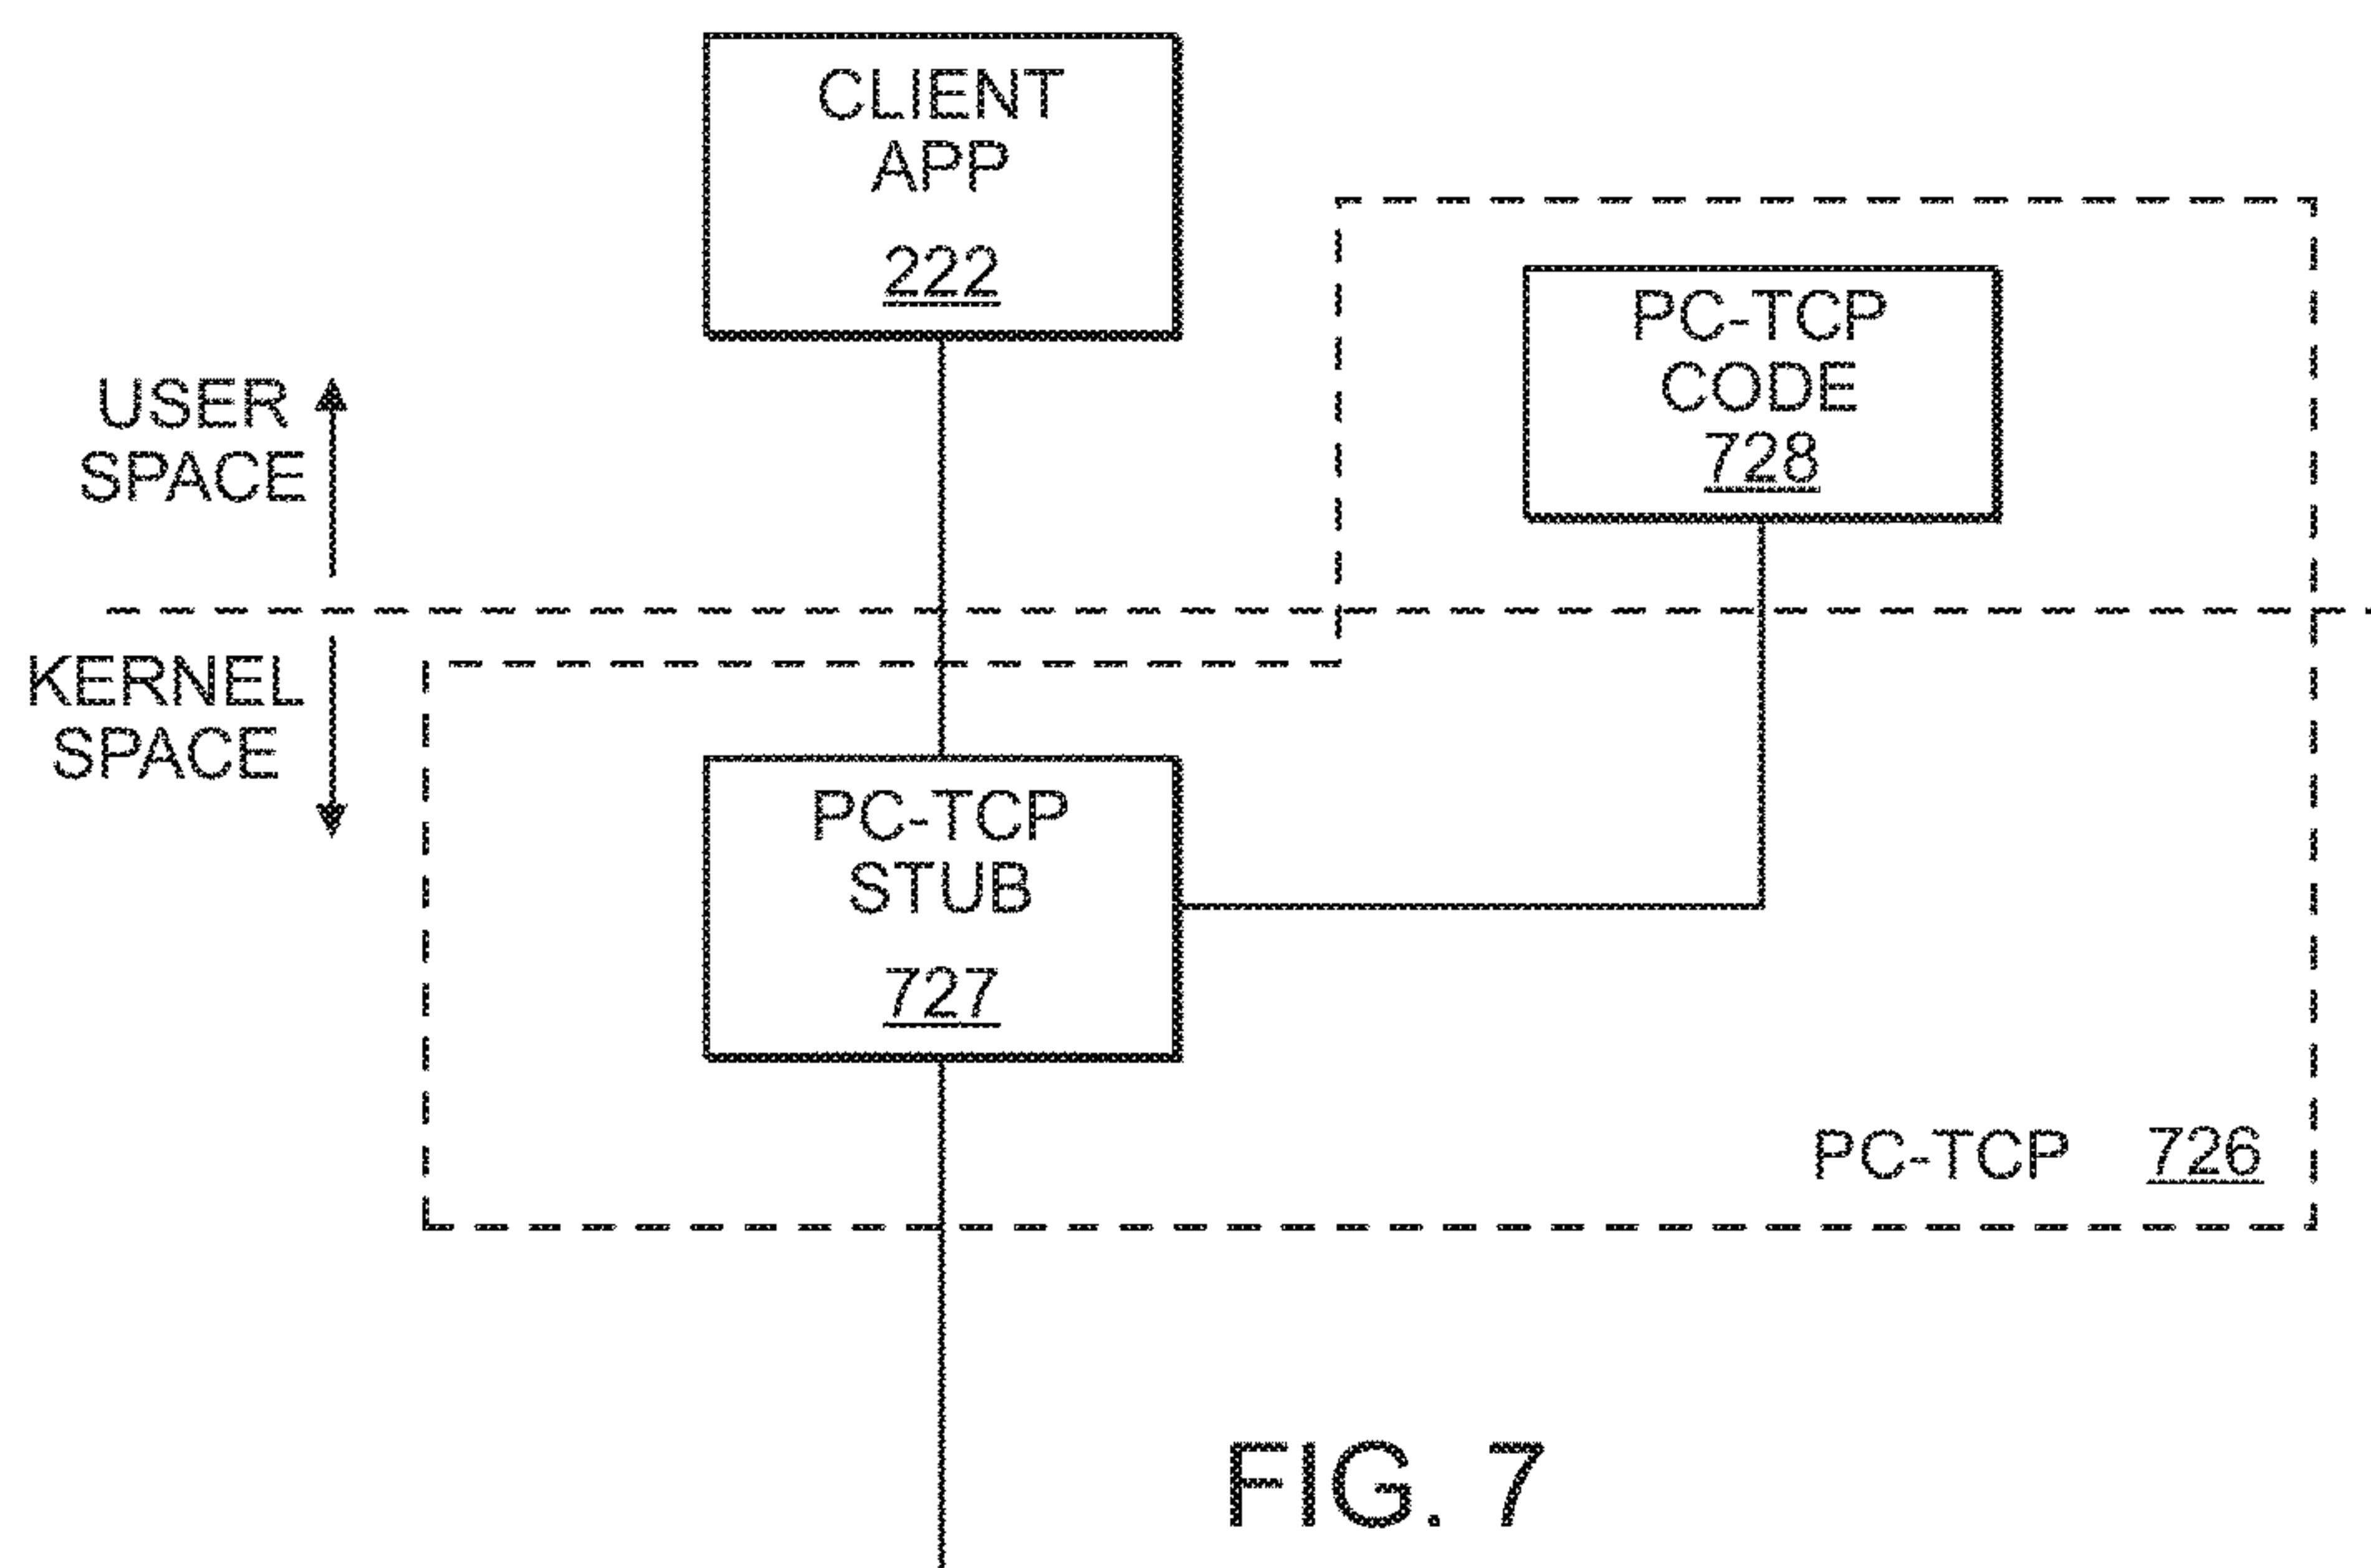 CLIENT
APP
222
PC-TCP
CODE
728
USER
SPACE
KERNEL
SPACE
PC-TCP
STUB
727
PC-TCP 726
FIG. 7